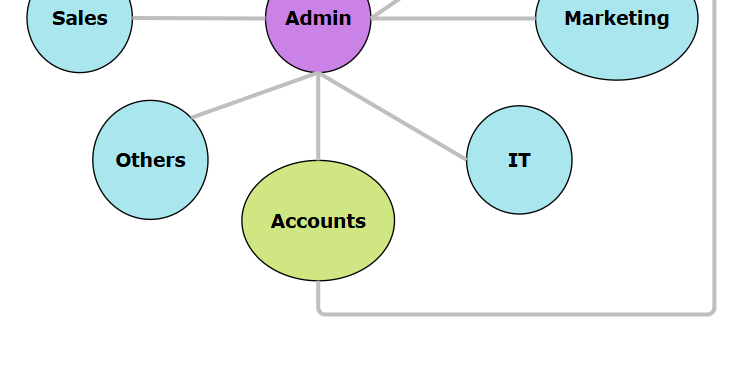 Sales
Admin
Marketing
Others
IT
Accounts